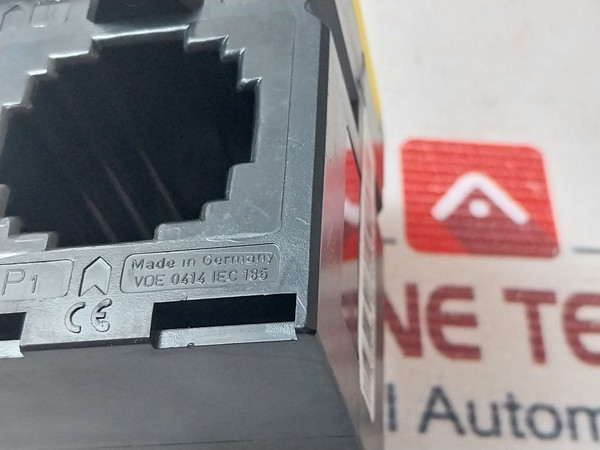 Made in Germany
P1
VDE 0414 IEC 185
CE
NE TE
l Autom